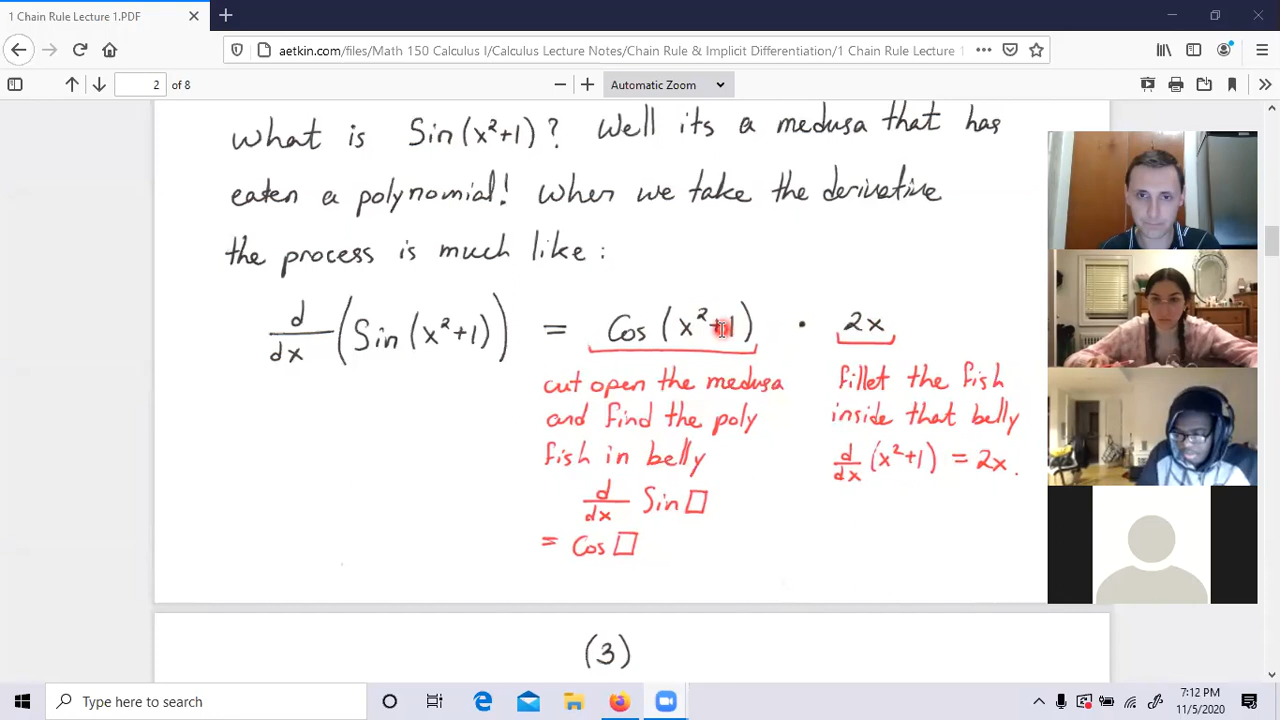 1 Chain Rule Lecture 1.PDF
aetkin.com/files/Math 150 Calculus I/Calculus Lecture Notes/Chain Rule & Implicit Differentiation/1 Chain Rule Lecture 1
2 of 8
Automatic Zoom
What is Sin(x²+1)? Well its a medusa that has
eaten a polynomial! When we take the derivative
the process is much like :
d/dx (Sin(x²+1)) = Cos(x²+1) · 2x
cut open the medusa
and find the poly
fish in belly
d/dx Sin □
= Cos □
fillet the fish
inside that belly
d/dx (x²+1) = 2x.
(3)
Type here to search
7:12 PM
11/5/2020